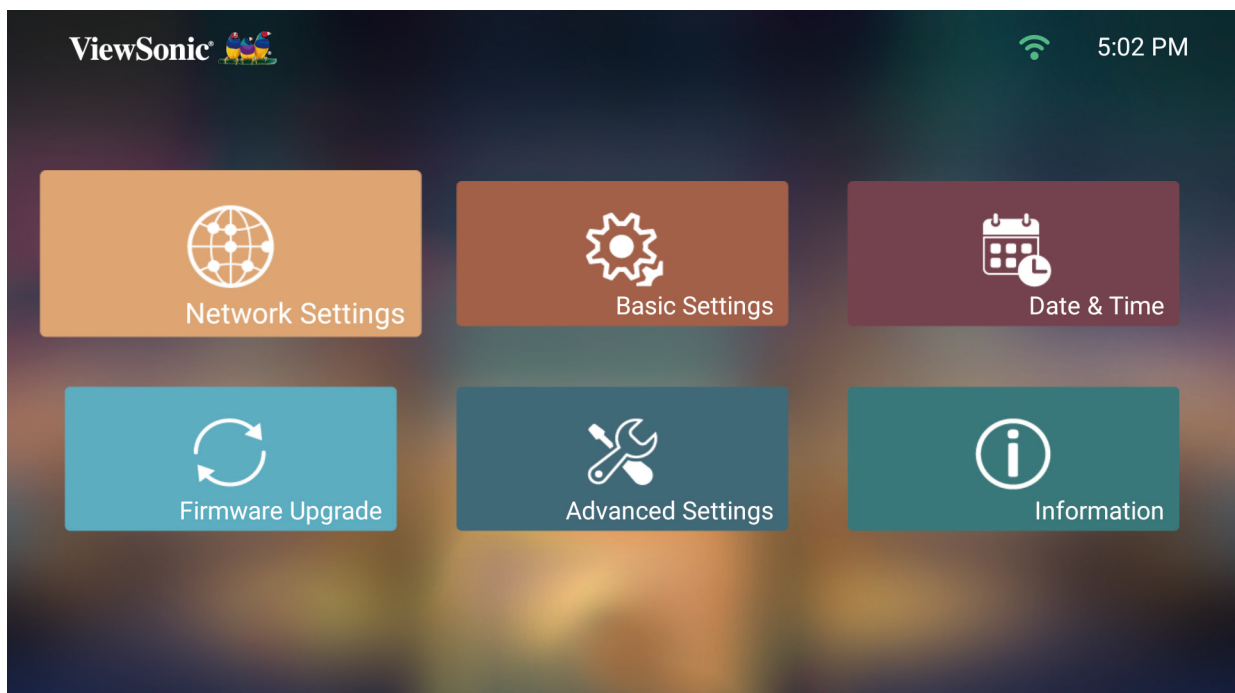 ViewSonic®
5:02 PM
Network Settings
Basic Settings
Date & Time
Firmware Upgrade
Advanced Settings
Information